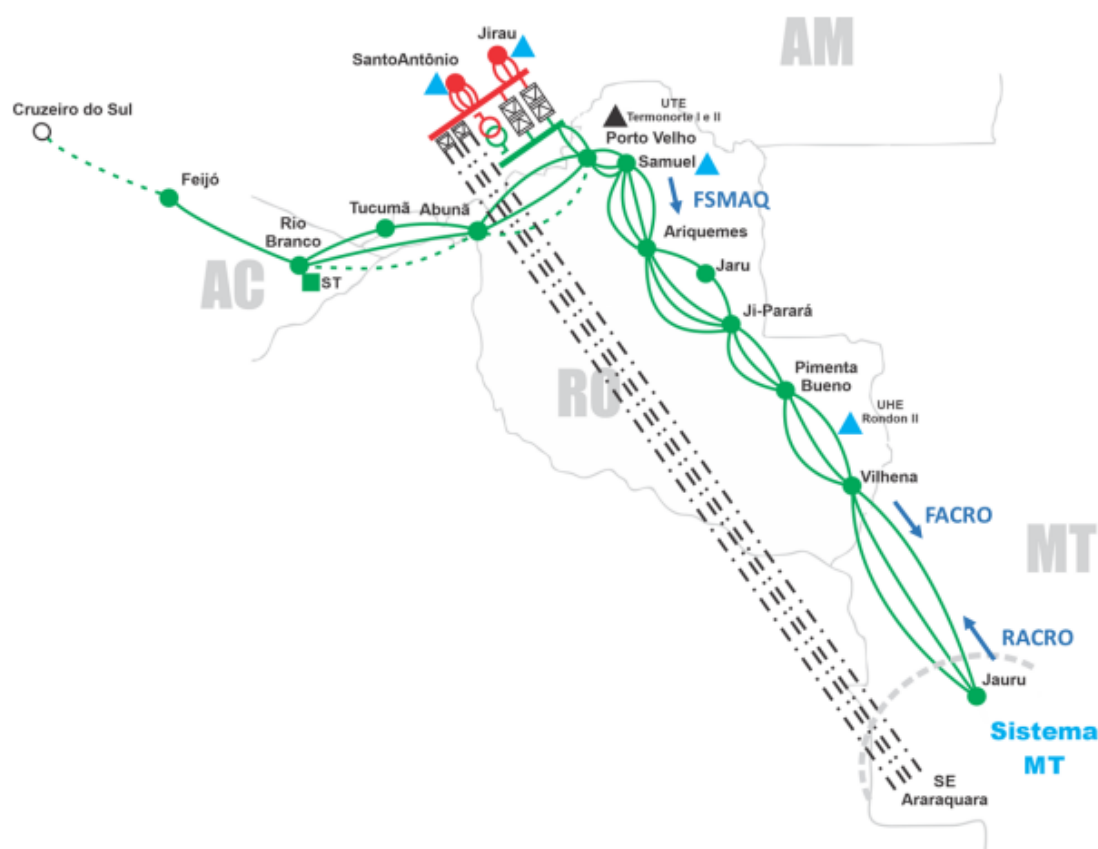 AM
Jirau
SantoAntônio
Cruzeiro do Sul
UTE
Termonorte I e II
Porto Velho
Samuel
Feijó
FSMAQ
Tucumã
Abunã
Rio
Branco
Ariquemes
Jaru
AC
ST
Ji-Parará
Pimenta
Bueno
RO
UHE
Rondon II
Vilhena
FACRO
MT
RACRO
Jauru
Sistema
MT
SE
Araraquara